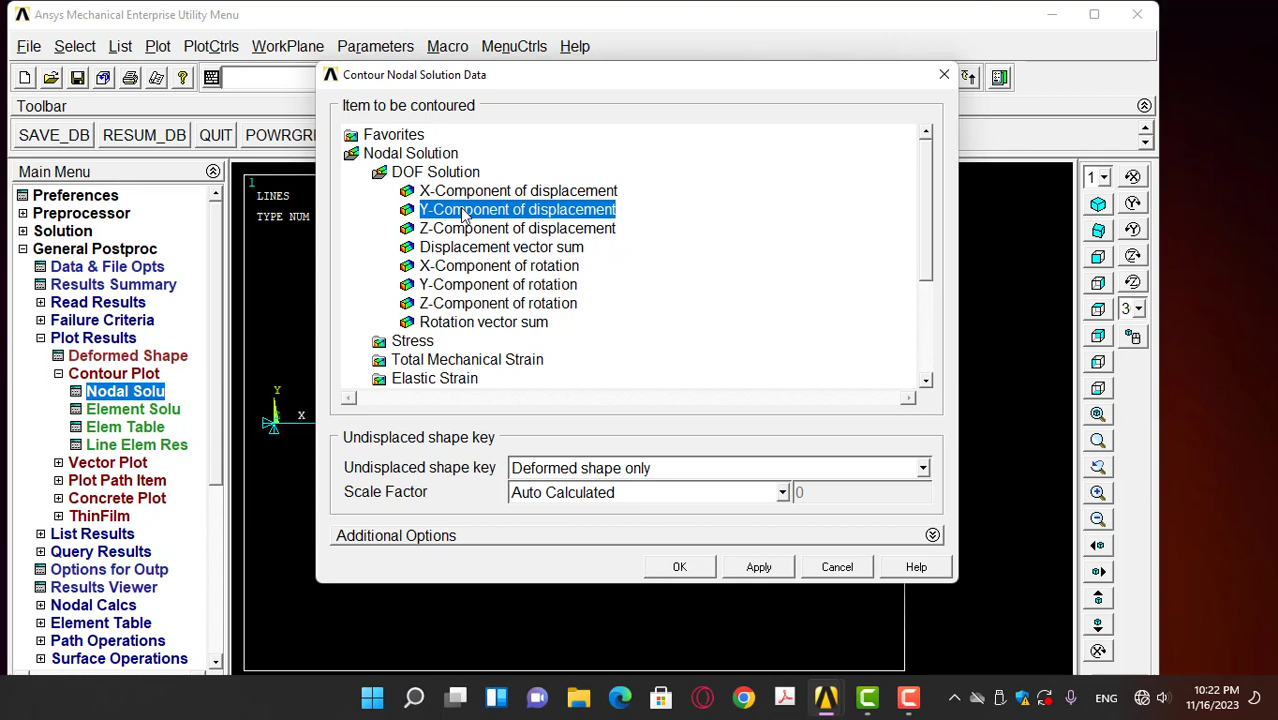 Ansys Mechanical Enterprise Utility Menu
File Select List Plot PlotCtrls WorkPlane Parameters Macro MenuCtrls Help
Toolbar
SAVE_DB RESUM_DB QUIT POWRGR
Main Menu
Preferences
Preprocessor
Solution
General Postproc
Data & File Opts
Results Summary
Read Results
Failure Criteria
Plot Results
Deformed Shape
Contour Plot
Nodal Solu
Element Solu
Elem Table
Line Elem Res
Vector Plot
Plot Path Item
Concrete Plot
ThinFilm
List Results
Query Results
Options for Outp
Results Viewer
Nodal Calcs
Element Table
Path Operations
Surface Operations
1
LINES
TYPE NUM
Y
X
Contour Nodal Solution Data
Item to be contoured
Favorites
Nodal Solution
DOF Solution
X-Component of displacement
Y-Component of displacement
Z-Component of displacement
Displacement vector sum
X-Component of rotation
Y-Component of rotation
Z-Component of rotation
Rotation vector sum
Stress
Total Mechanical Strain
Elastic Strain
Undisplaced shape key
Undisplaced shape key Deformed shape only
Scale Factor Auto Calculated 0
Additional Options
OK Apply Cancel Help
1
3
ENG
10:22 PM
11/16/2023